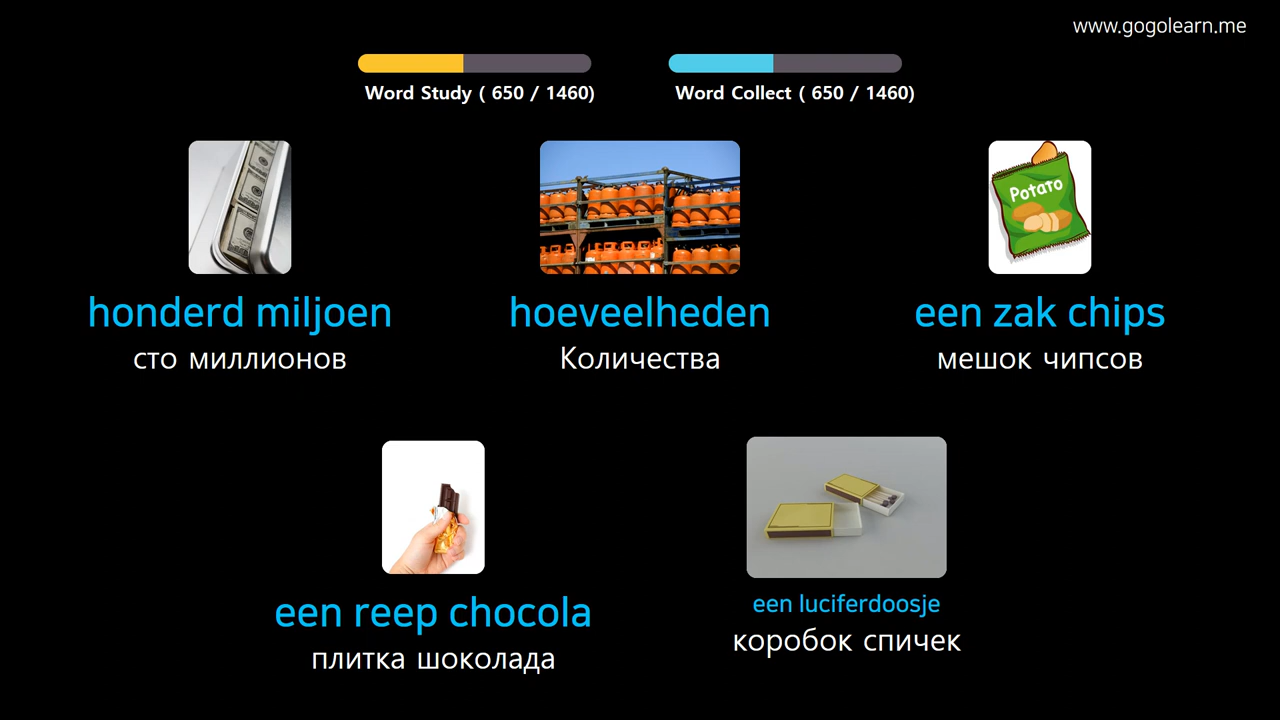 www.gogolearn.me
Word Study ( 650 / 1460)
Word Collect ( 650 / 1460)
Potato
honderd miljoen
сто миллионов
hoeveelheden
Количества
een zak chips
мешок чипсов
een reep chocola
плитка шоколада
een luciferdoosje
коробок спичек